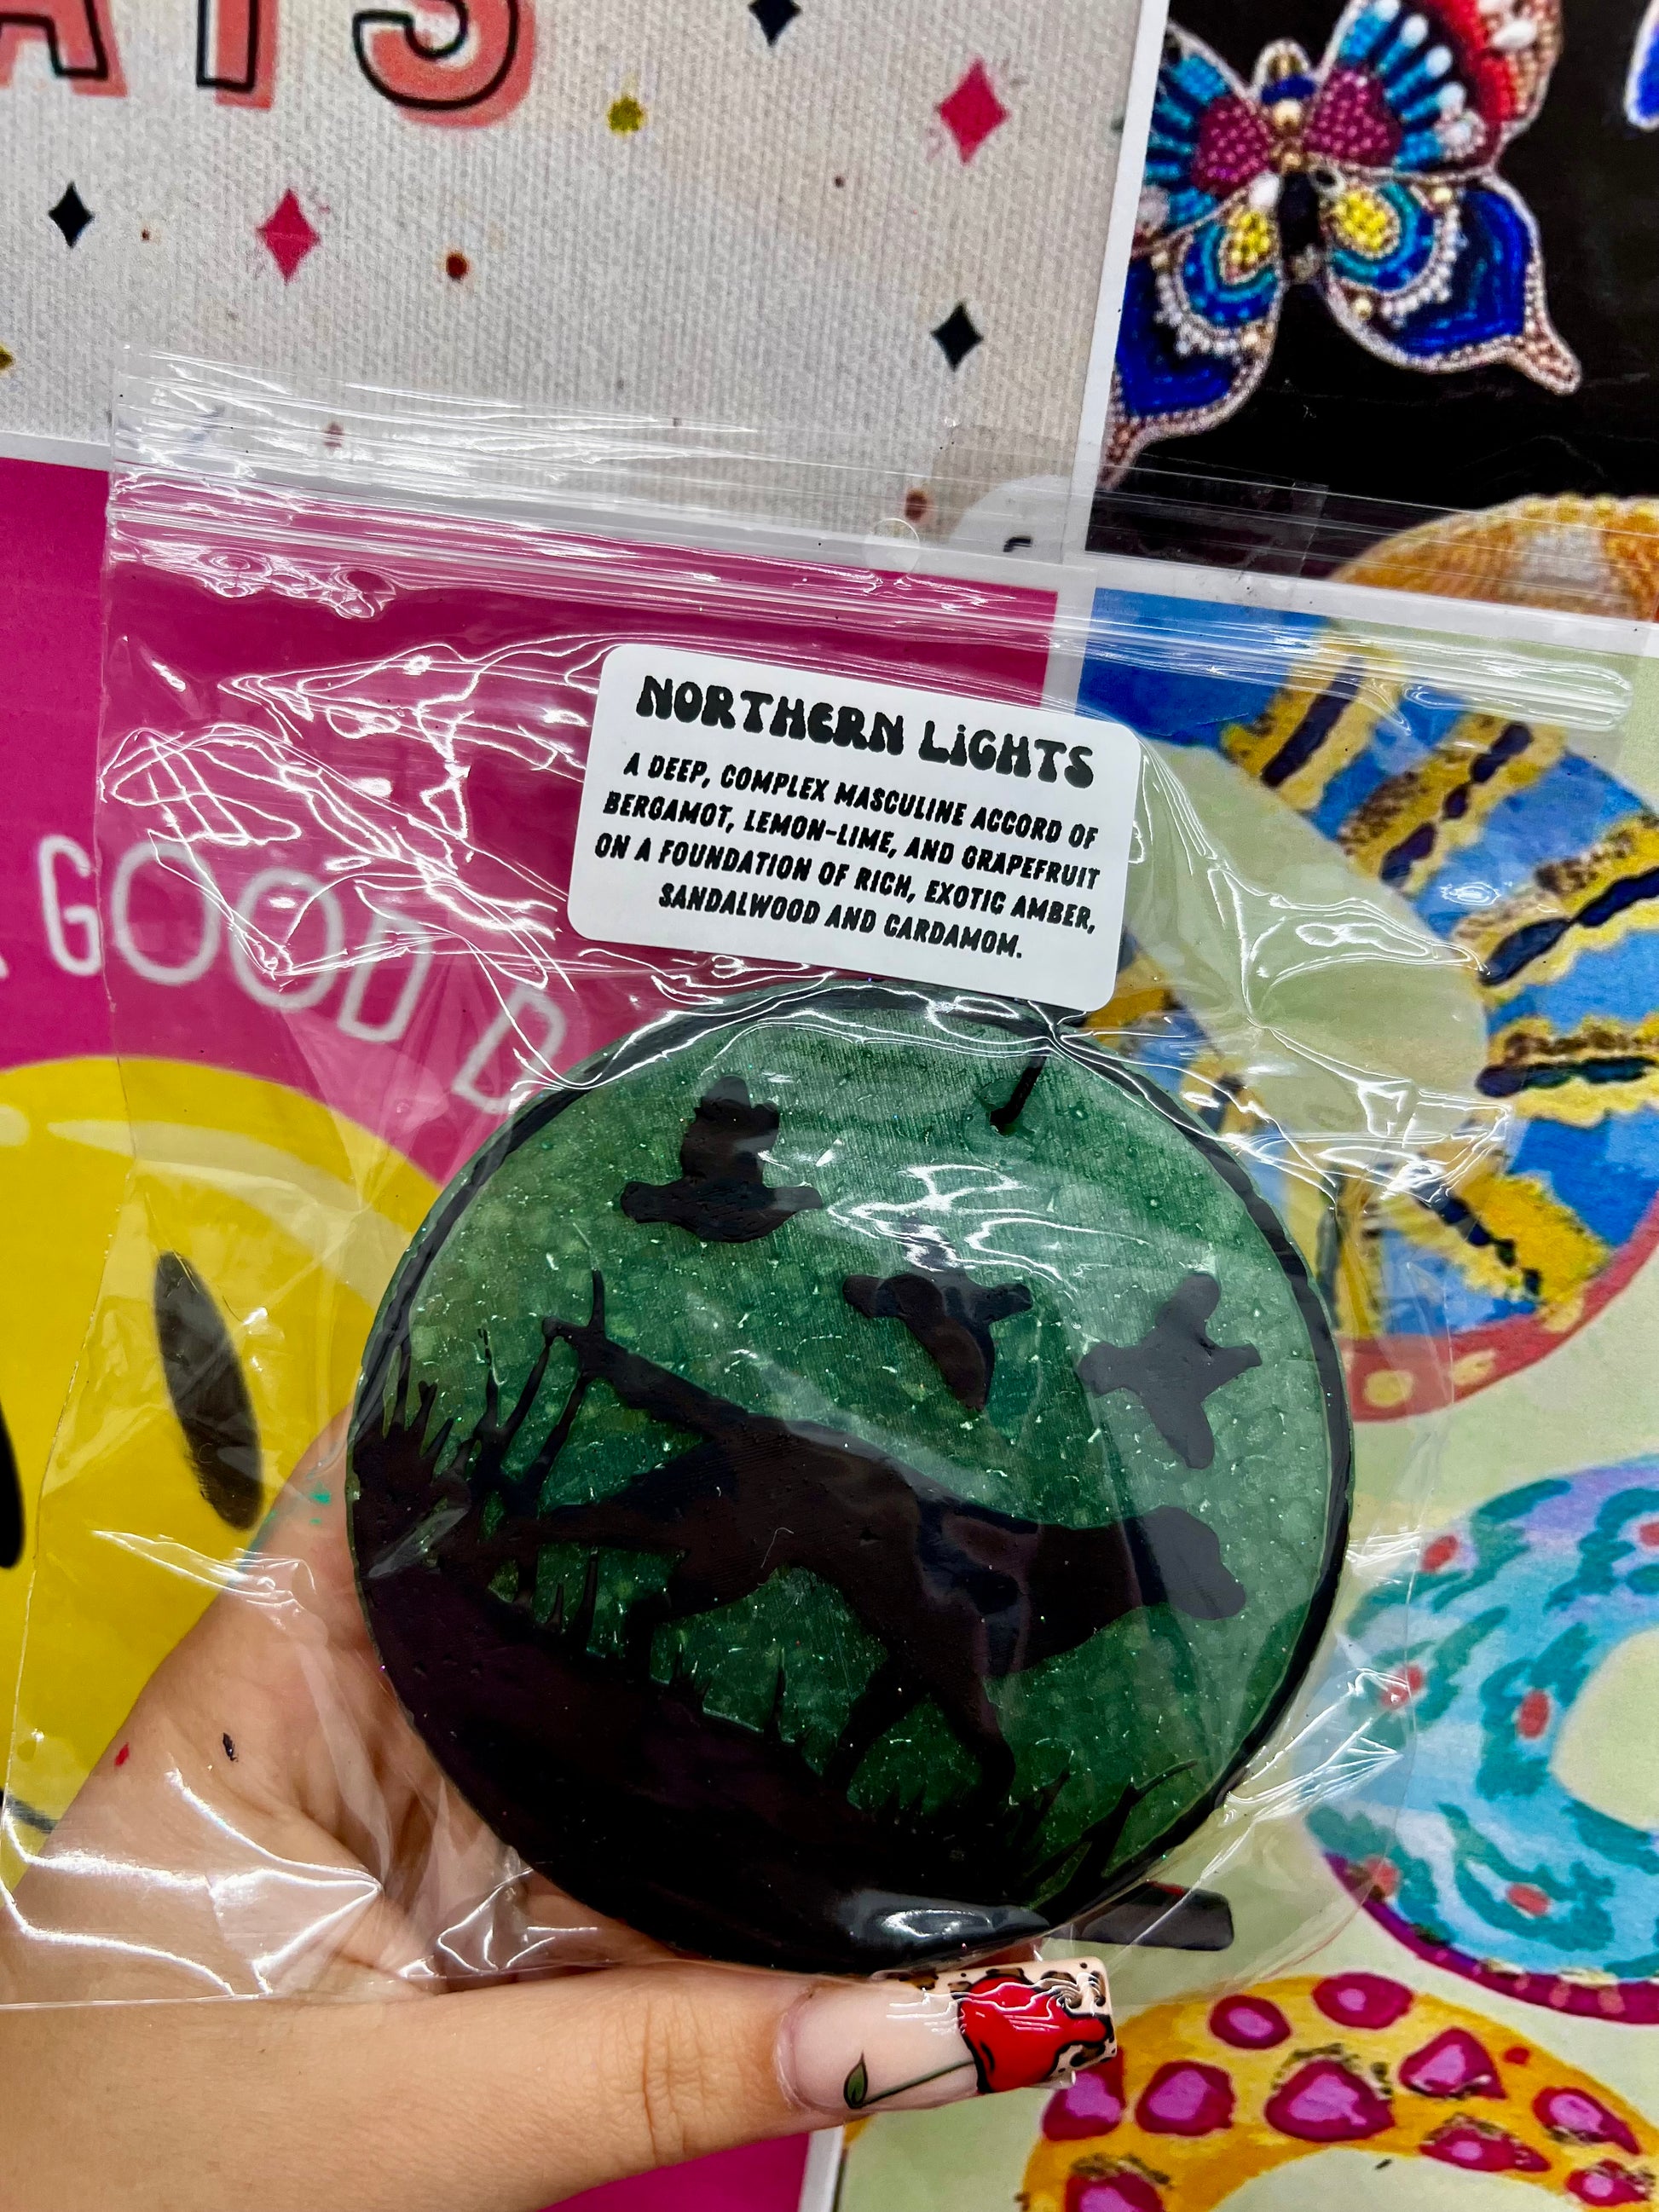 ATS
NORTHERN LiGHTS
A DEEP, COMPLEX MASCULINE ACCORD OF
BERGAMOT, LEMON-LIME, AND GRAPEFRUIT
ON A FOUNDATION OF RICH, EXOTIC AMBER,
SANDALWOOD AND CARDAMOM.
GOOD D